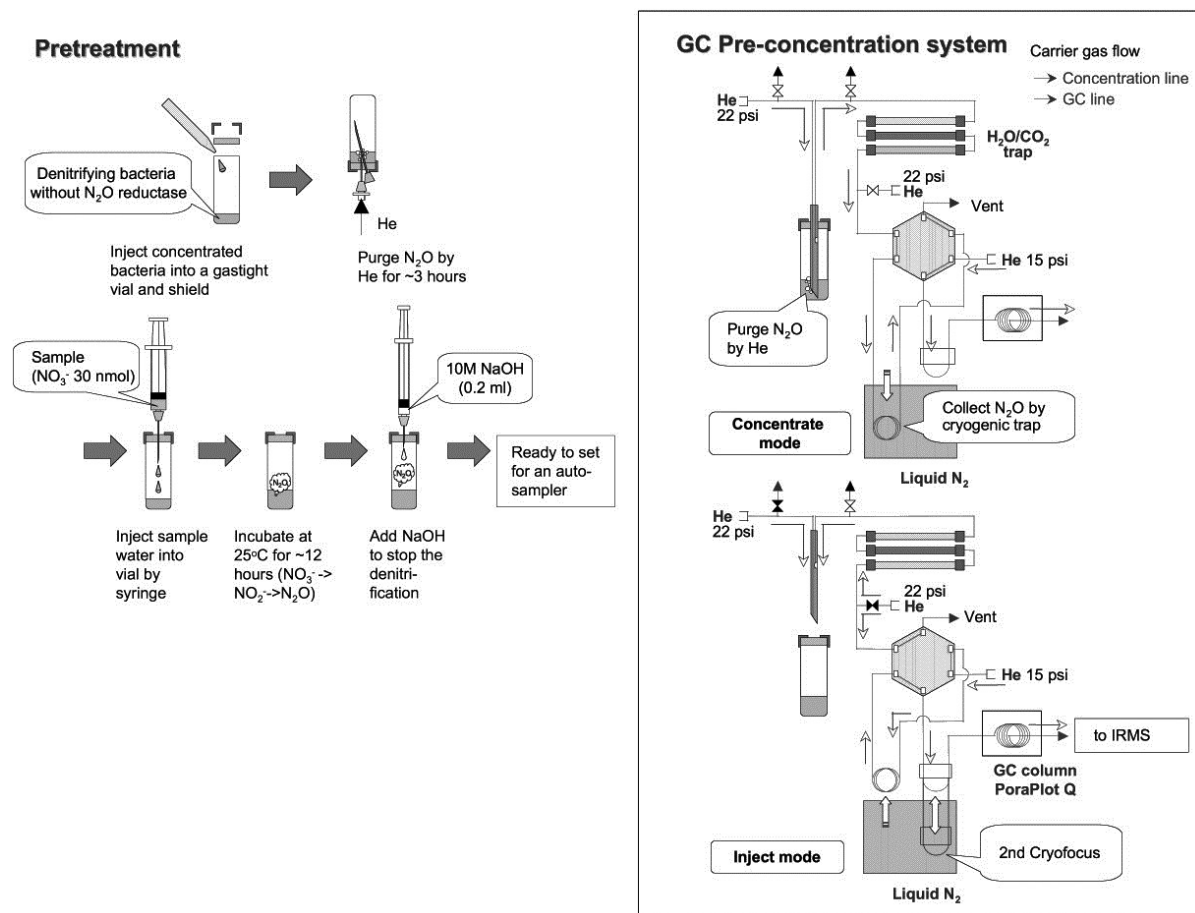 Pretreatment
Denitrifying bacteria
without N₂O reductase
Inject concentrated
bacteria into a gastight
vial and shield
He
Purge N₂O by
He for ~3 hours
Sample
(NO₃⁻ 30 nmol)
10M NaOH
(0.2 ml)
N₂O
N₂O
Inject sample
water into
vial by
syringe
Incubate at
25°C for ~12
hours (NO₃⁻->
NO₂⁻->N₂O)
Add NaOH
to stop the
denitri-
fication
Ready to set
for an auto-
sampler
GC Pre-concentration system
Carrier gas flow
Concentration line
GC line
He
22 psi
H₂O/CO₂
trap
22 psi
He
Vent
He 15 psi
Purge N₂O
by He
Collect N₂O by
cryogenic trap
Concentrate
mode
Liquid N₂
He
22 psi
22 psi
He
Vent
He 15 psi
to IRMS
GC column
PoraPlot Q
Inject mode
2nd Cryofocus
Liquid N₂